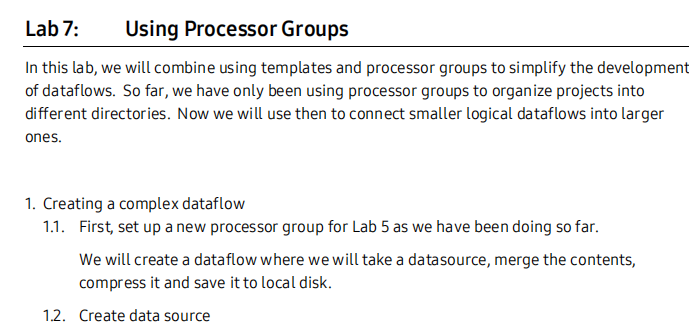 Lab 7: Using Processor Groups
In this lab, we will combine using templates and processor groups to simplify the development
of dataflows. So far, we have only been using processor groups to organize projects into
different directories. Now we will use then to connect smaller logical dataflows into larger
ones.
1. Creating a complex dataflow
1.1. First, set up a new processor group for Lab 5 as we have been doing so far.
We will create a dataflow where we will take a datasource, merge the contents,
compress it and save it to local disk.
1.2. Create data source